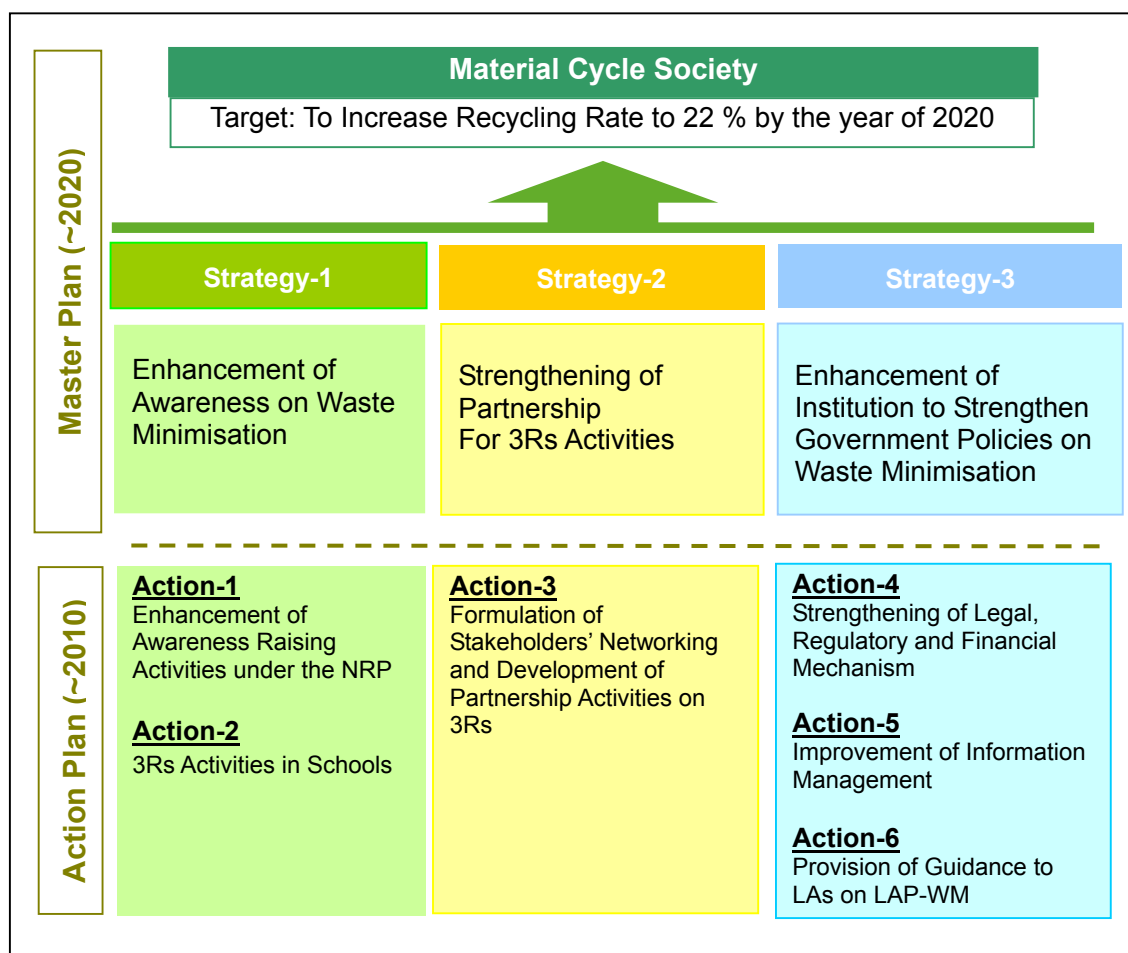 Master Plan (~2020)
Material Cycle Society
Target: To Increase Recycling Rate to 22 % by the year of 2020
Strategy-1
Enhancement of
Awareness on Waste
Minimisation
Strategy-2
Strengthening of
Partnership
For 3Rs Activities
Strategy-3
Enhancement of
Institution to Strengthen
Government Policies on
Waste Minimisation
Action Plan (~2010)
Action-1
Enhancement of
Awareness Raising
Activities under the NRP
Action-2
3Rs Activities in Schools
Action-3
Formulation of
Stakeholders’ Networking
and Development of
Partnership Activities on
3Rs
Action-4
Strengthening of Legal,
Regulatory and Financial
Mechanism
Action-5
Improvement of Information
Management
Action-6
Provision of Guidance to
LAs on LAP-WM